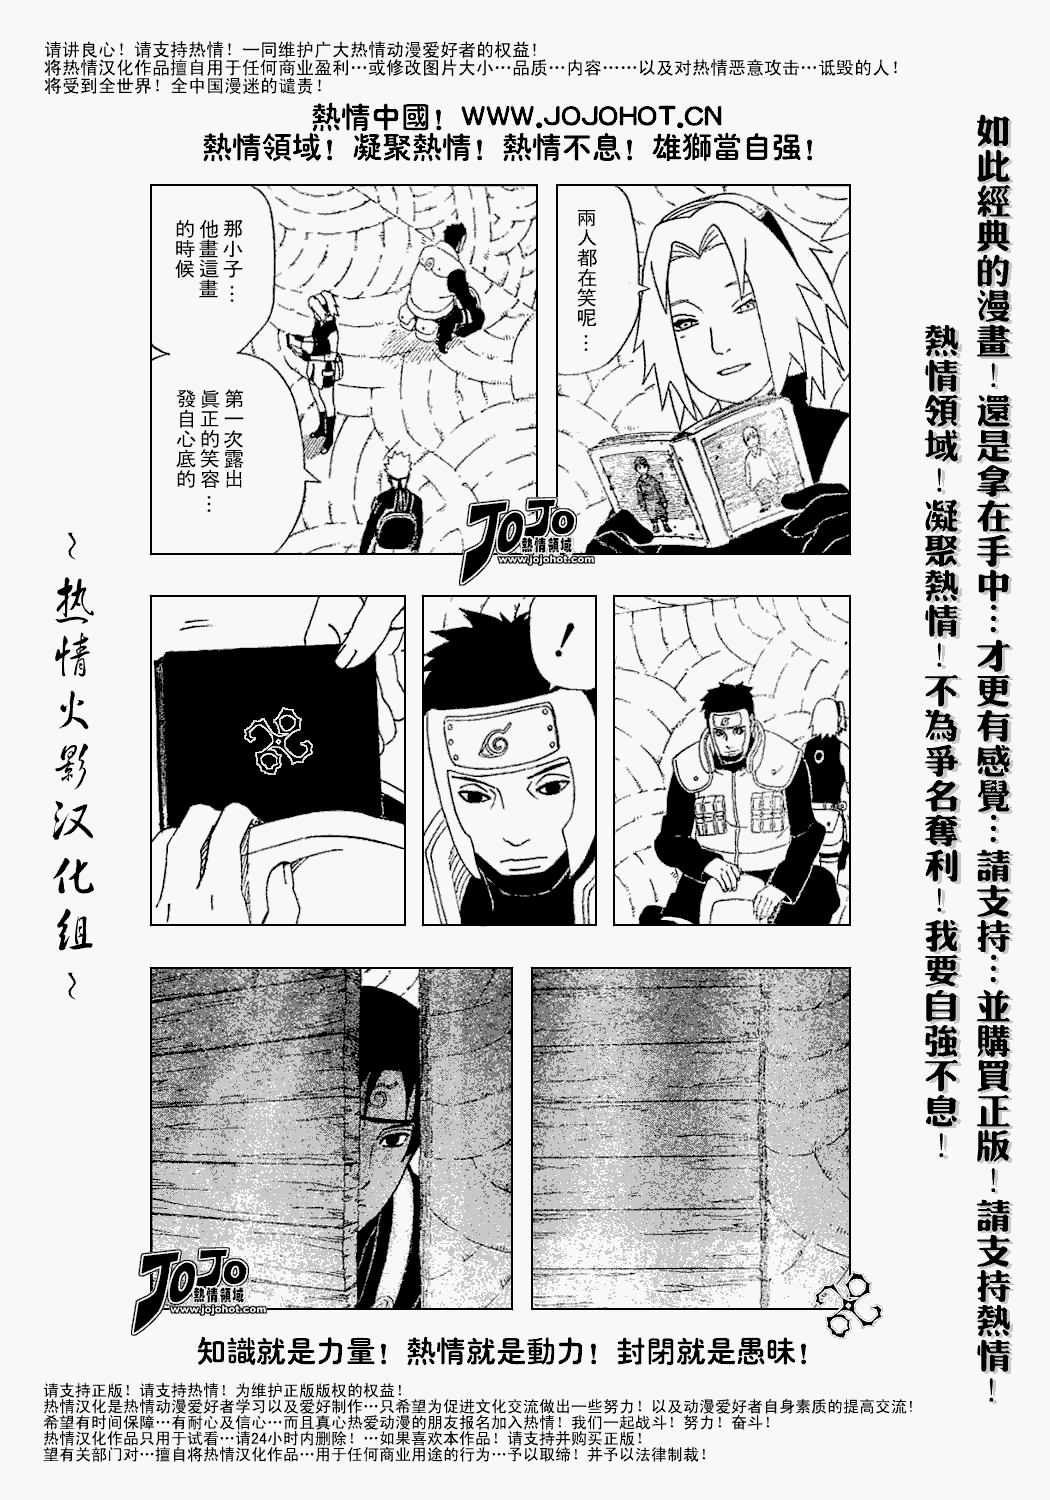 请讲良心！请支持热情！一同维护广大热情动漫爱好者的权益！
将热情汉化作品擅自用于任何商业盈利…或修改图片大小…品质…内容……以及对热情恶意攻击…诋毁的人！
将受到全世界！全中国漫迷的谴责！
熱情中國！WWW.JOJOHOT.CN
熱情領域！凝聚熱情！熱情不息！雄獅當自强！
如此經典的漫畫！還是拿在手中…才更有感覺…請支持…並購買正版！請支持熱情！
熱情領域！凝聚熱情！不為爭名奪利！我要自強不息！
兩人都在笑呢…
那小子…
他畫這畫
的時候
第一次露出
眞正的笑容…
發自心底的
JOJO
熱情領域
www.jojohot.com
！
~热情火影汉化组~
JOJO
熱情領域
www.jojohot.com
知識就是力量！熱情就是動力！封閉就是愚昧！
请支持正版！请支持热情！为维护正版版权的权益！
热情汉化是热情动漫爱好者学习以及爱好制作…只希望为促进文化交流做出一些努力！以及动漫爱好者自身素质的提高交流！
希望有时间保障…有耐心及信心…而且真心热爱动漫的朋友报名加入热情！我们一起战斗！努力！奋斗！
热情汉化作品只用于试看…请24小时内删除！…如果喜欢本作品！请支持并购买正版！
望有关部门对…擅自将热情汉化作品…用于任何商业用途的行为…予以取缔！并予以法律制裁！